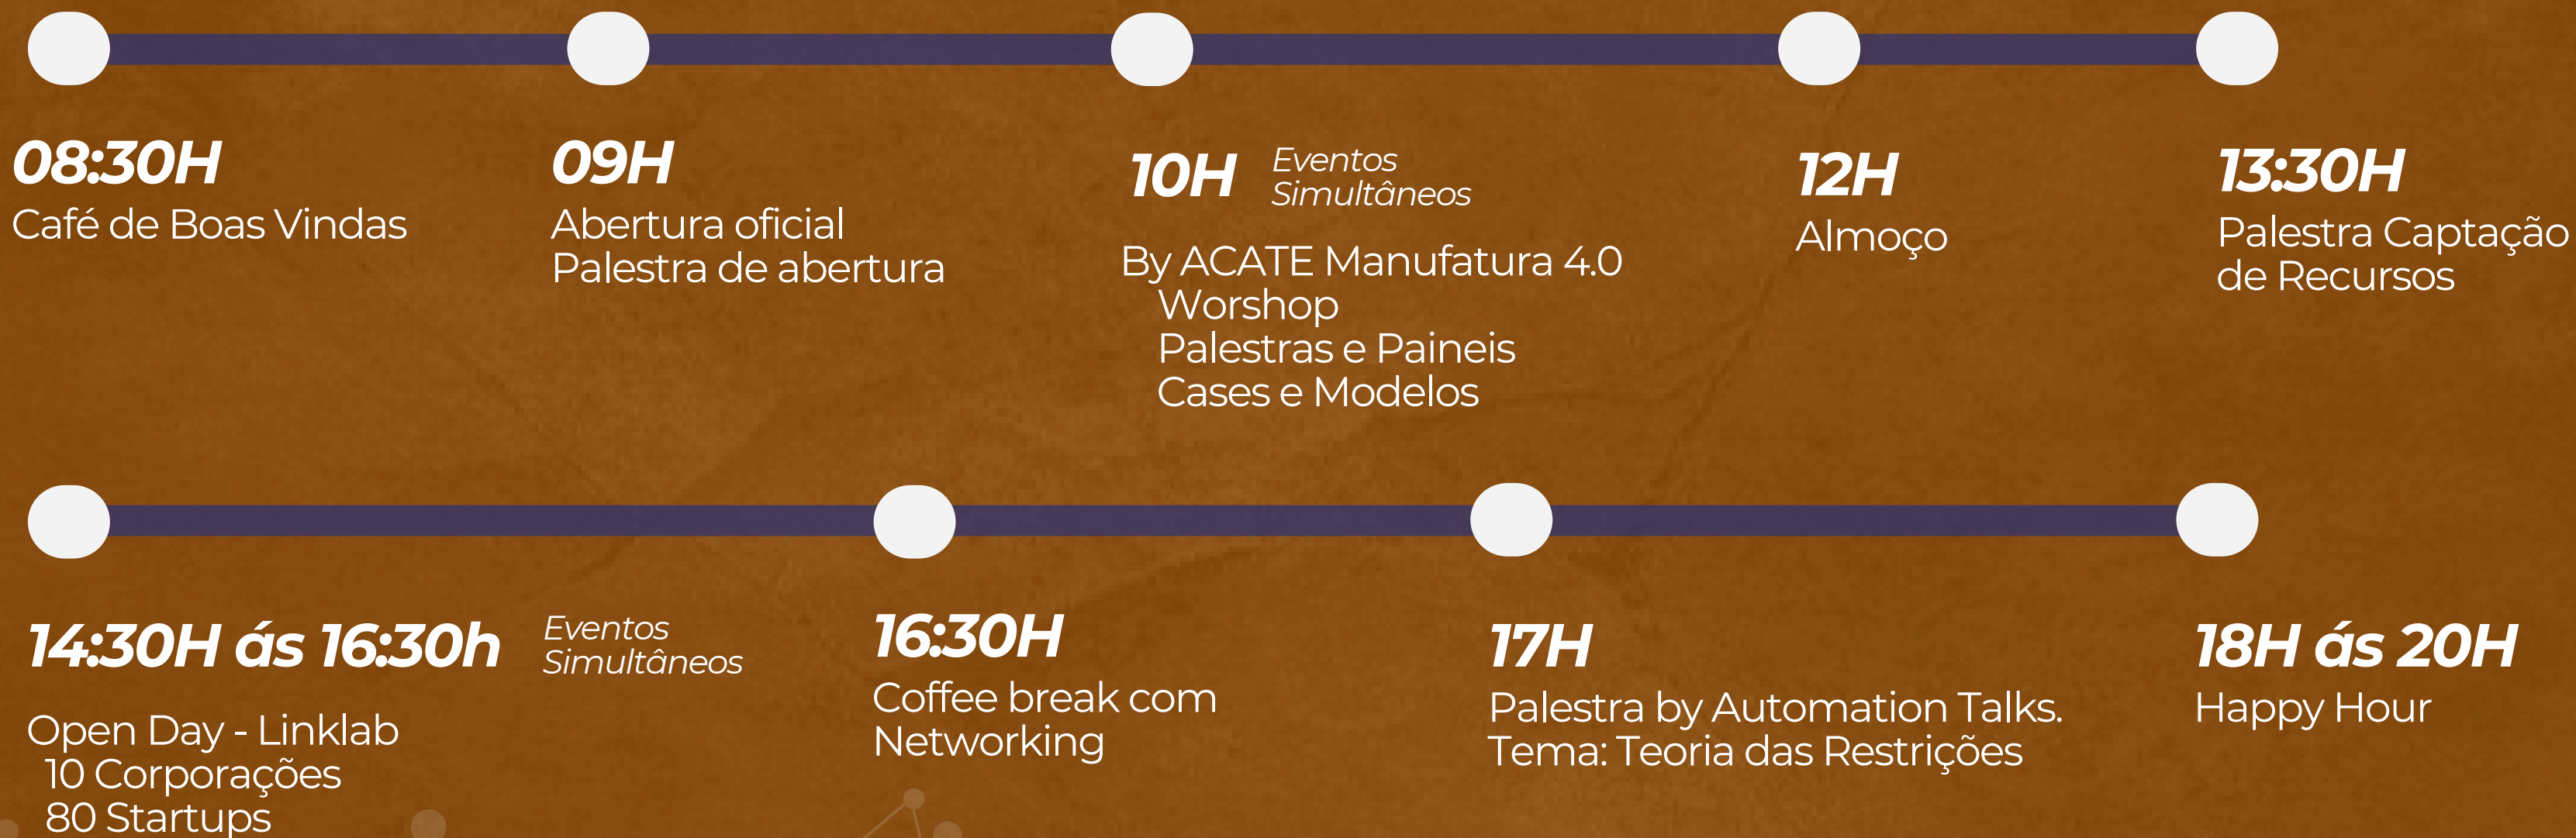 08:30H
Café de Boas Vindas
09H
Abertura oficial
Palestra de abertura
10H
Eventos
Simultâneos
By ACATE Manufatura 4.0
Worshop
Palestras e Paineis
Cases e Modelos
12H
Almoço
13:30H
Palestra Captação
de Recursos
14:30H ás 16:30h
Eventos
Simultâneos
Open Day - Linklab
10 Corporações
80 Startups
16:30H
Coffee break com
Networking
17H
Palestra by Automation Talks.
Tema: Teoria das Restrições
18H ás 20H
Happy Hour